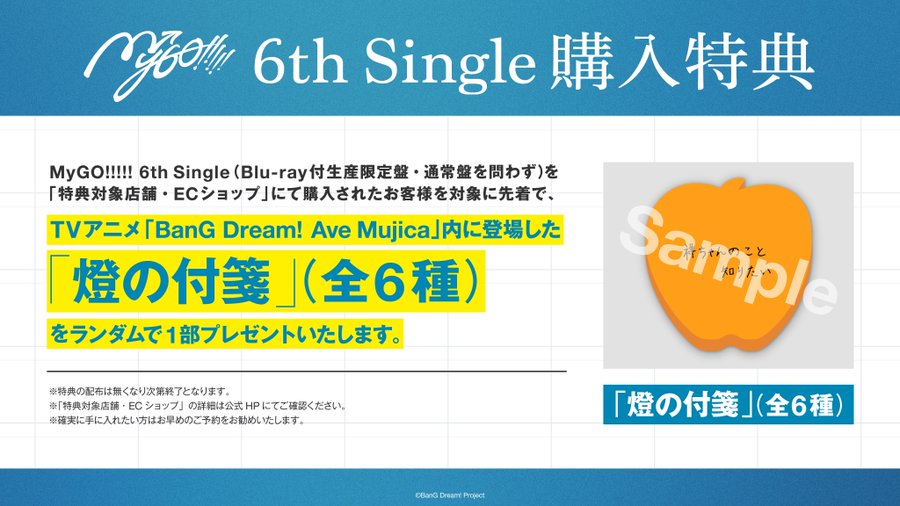 MyGO!!!!! 6th Single 購入特典
MyGO!!!!! 6th Single（Blu-ray付生産限定盤・通常盤を問わず）を
「特典対象店舗・ECショップ」にて購入されたお客様を対象に先着で、
TVアニメ「BanG Dream! Ave Mujica」内に登場した
「燈の付箋」（全6種）
をランダムで1部プレゼントいたします。
※特典の配布は無くなり次第終了となります。
※「特典対象店舗・ECショップ」の詳細は公式HPにてご確認ください。
※確実に手に入れたい方はお早めのご予約をお勧めいたします。
Sample
祥ちゃんのこと
知りたい
「燈の付箋」（全6種）
©BanG Dream! Project